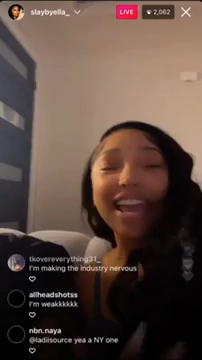 slaybyella_
LIVE
2,062
tkovereverything31_
I'm making the industry nervous
allheadshotss
I'm weakkkkkk
nbn.naya
@ladiisource yea a NY one